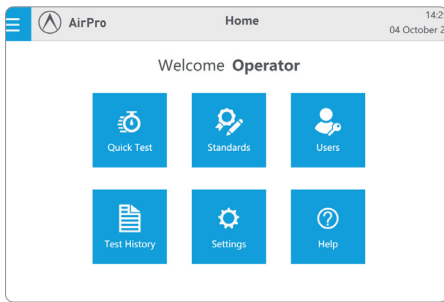 AirPro
Home
14:2
04 October 2
Welcome Operator
Quick Test
Standards
Users
Test History
Settings
Help